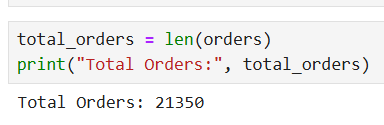 total_orders = len(orders)
print("Total Orders:", total_orders)
Total Orders: 21350